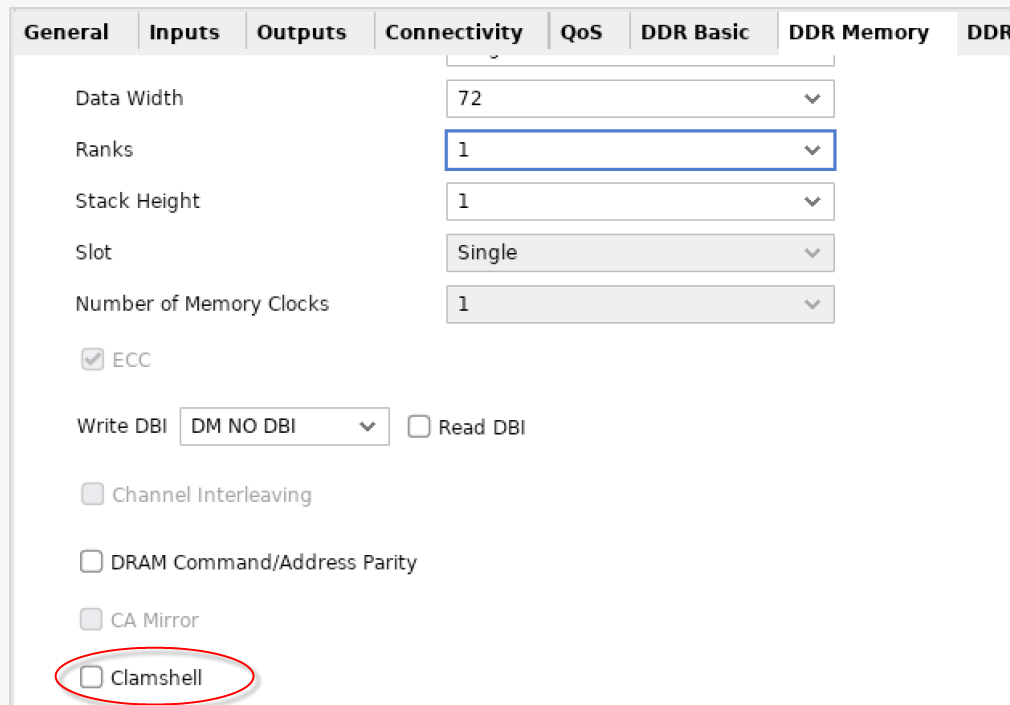 General Inputs Outputs Connectivity QoS DDR Basic DDR Memory DDR
Data Width 72
Ranks 1
Stack Height 1
Slot Single
Number of Memory Clocks 1
ECC
Write DBI DM NO DBI Read DBI
Channel Interleaving
DRAM Command/Address Parity
CA Mirror
Clamshell